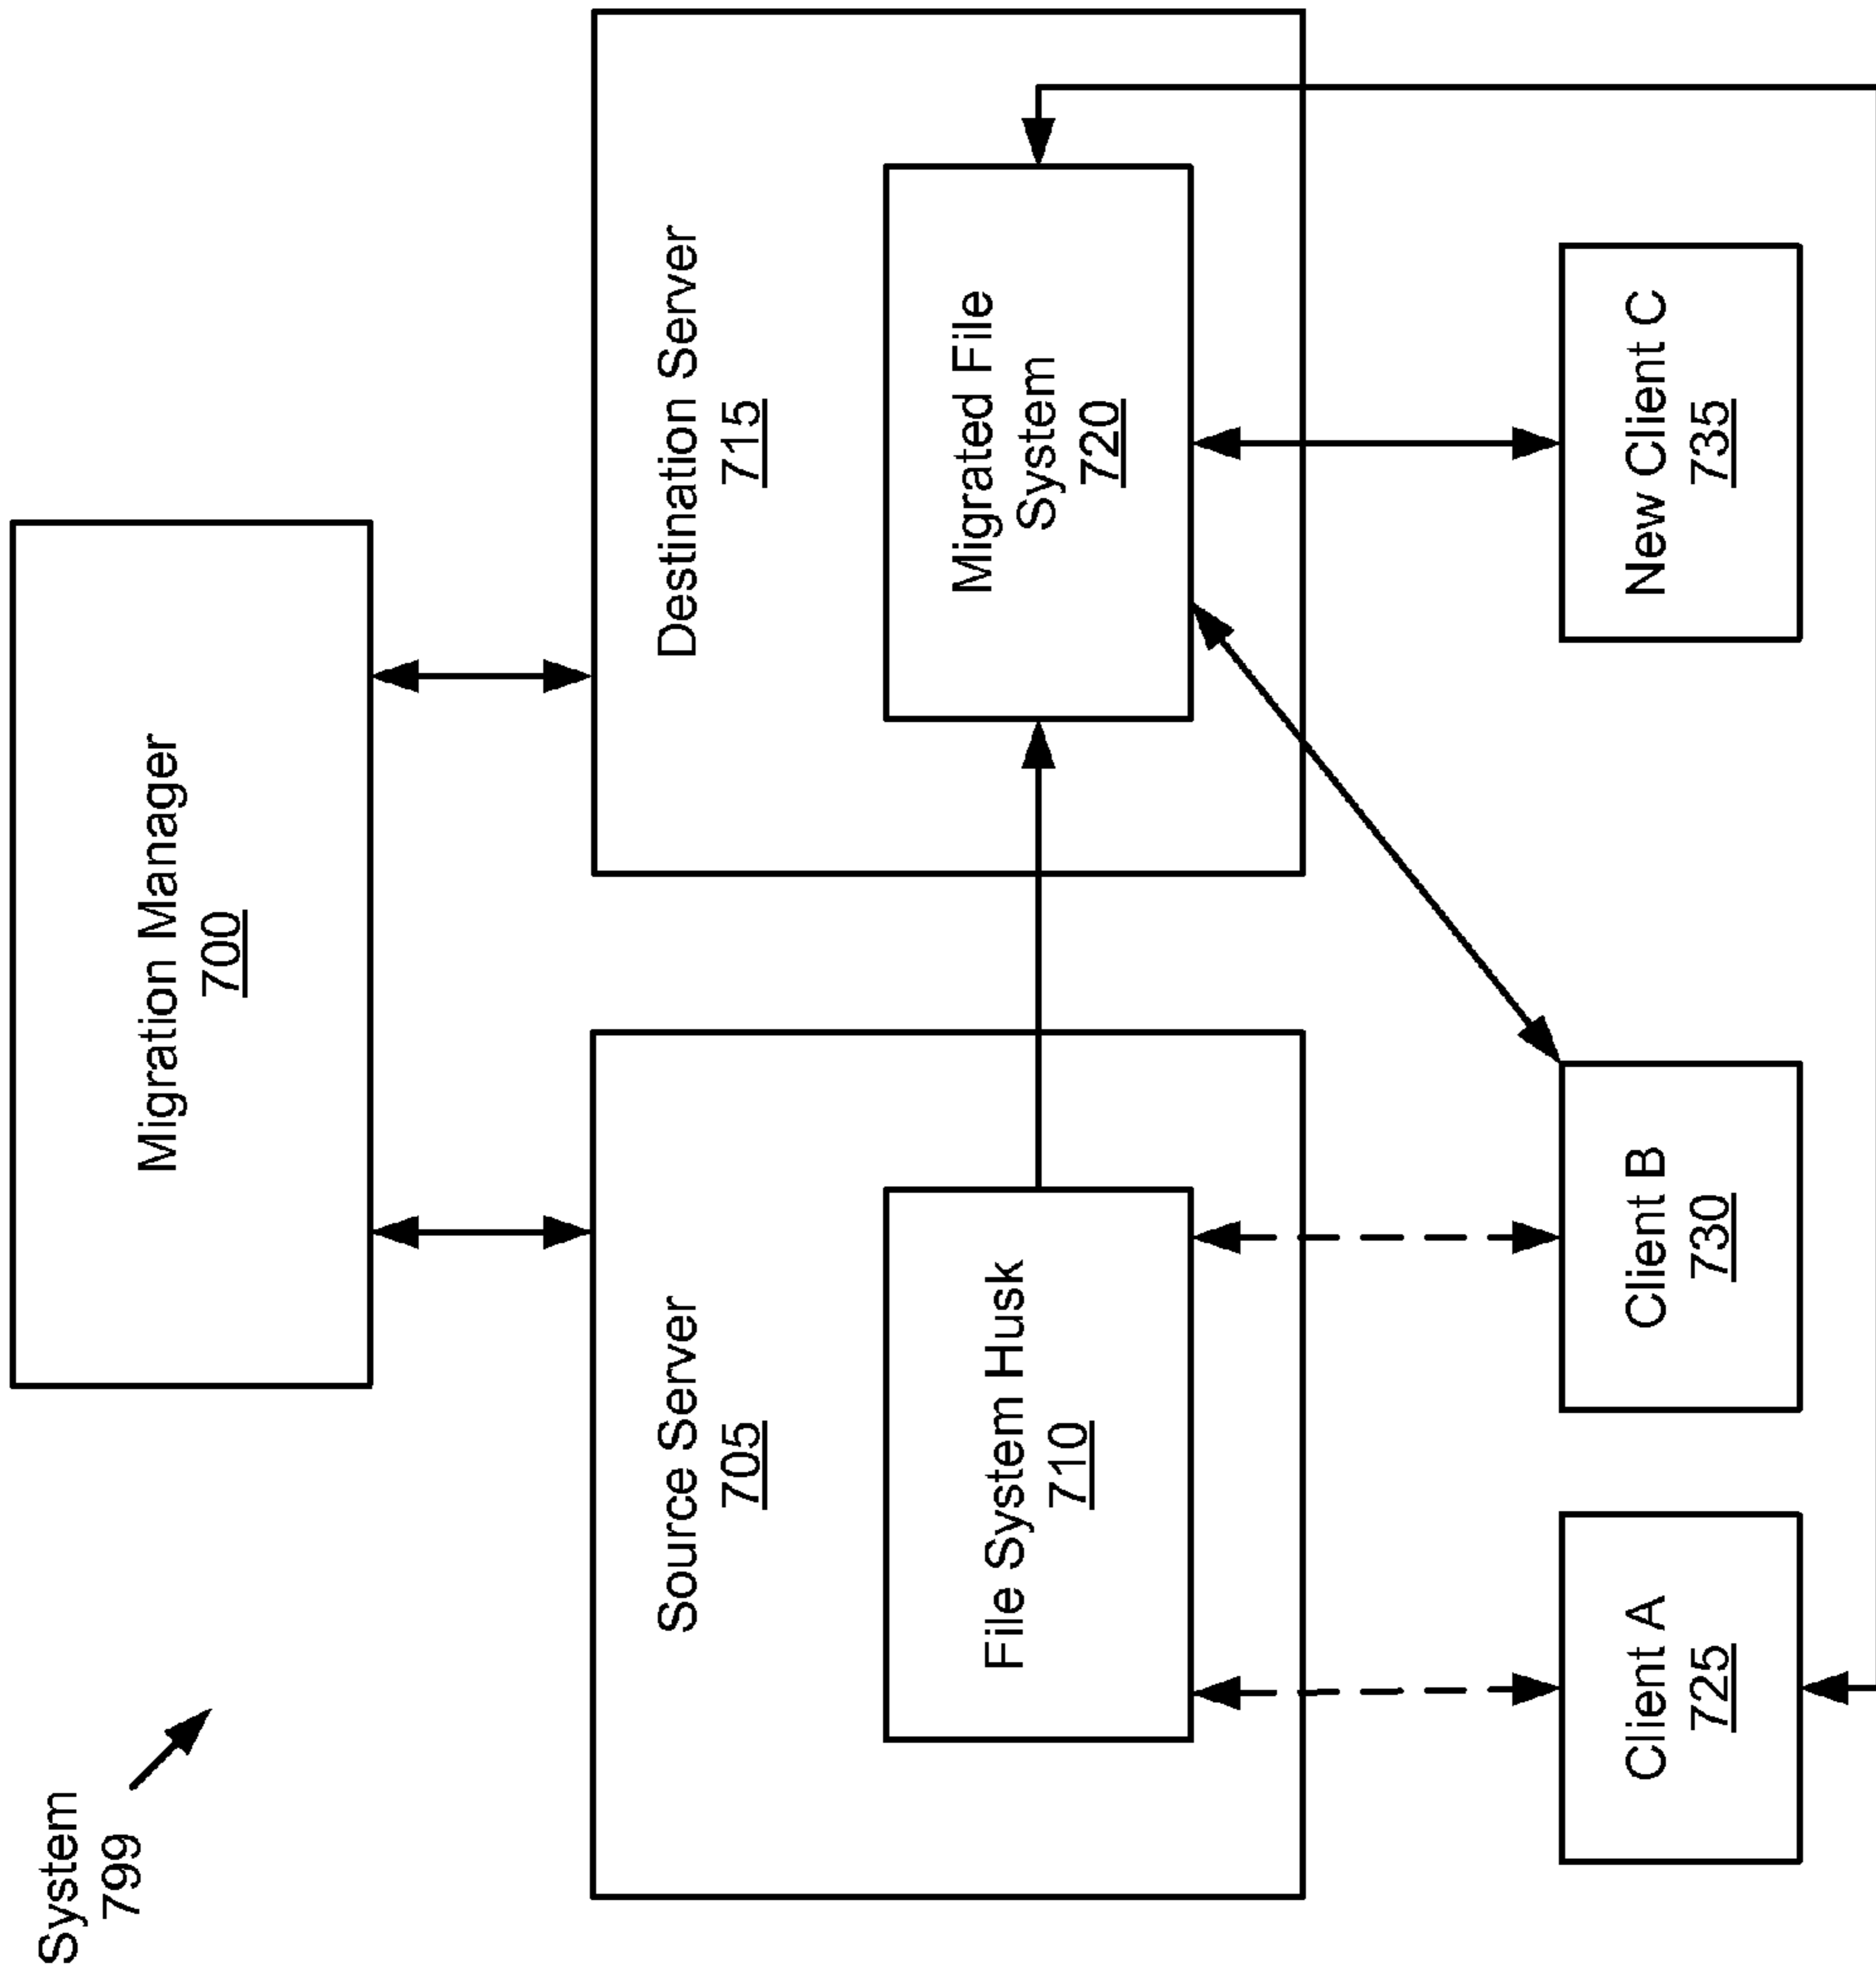 System
799
Migration Manager
700
Source Server
705
Destination Server
715
File System Husk
710
Migrated File
System
720
Client A
725
Client B
730
New Client C
735